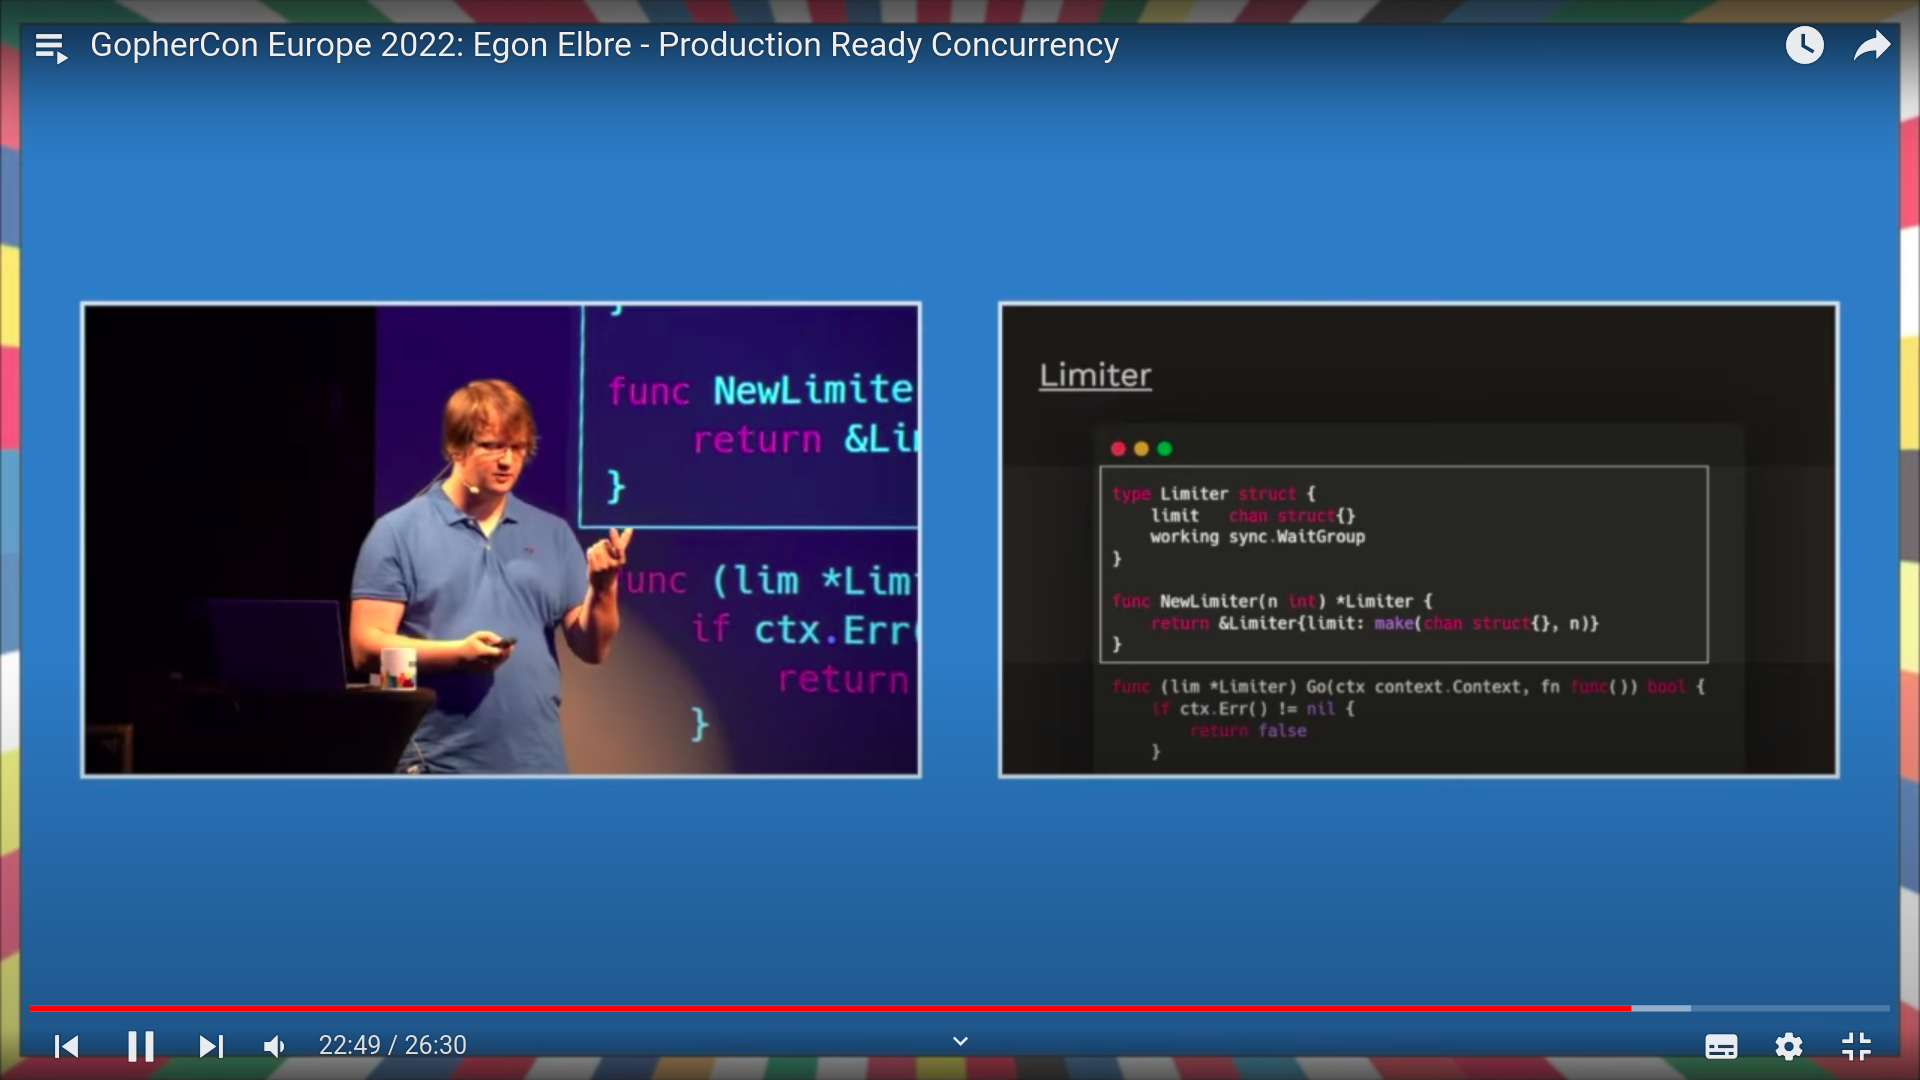 GopherCon Europe 2022: Egon Elbre - Production Ready Concurrency
}
func NewLimite
return &Li
}
func (lim *Lim
if ctx.Err(
return
}
Limiter
type Limiter struct {
limit chan struct{}
working sync.WaitGroup
}
func NewLimiter(n int) *Limiter {
return &Limiter{limit: make(chan struct{}, n)}
}
func (lim *Limiter) Go(ctx context.Context, fn func()) bool {
if ctx.Err() != nil {
return false
}
22:49 / 26:30